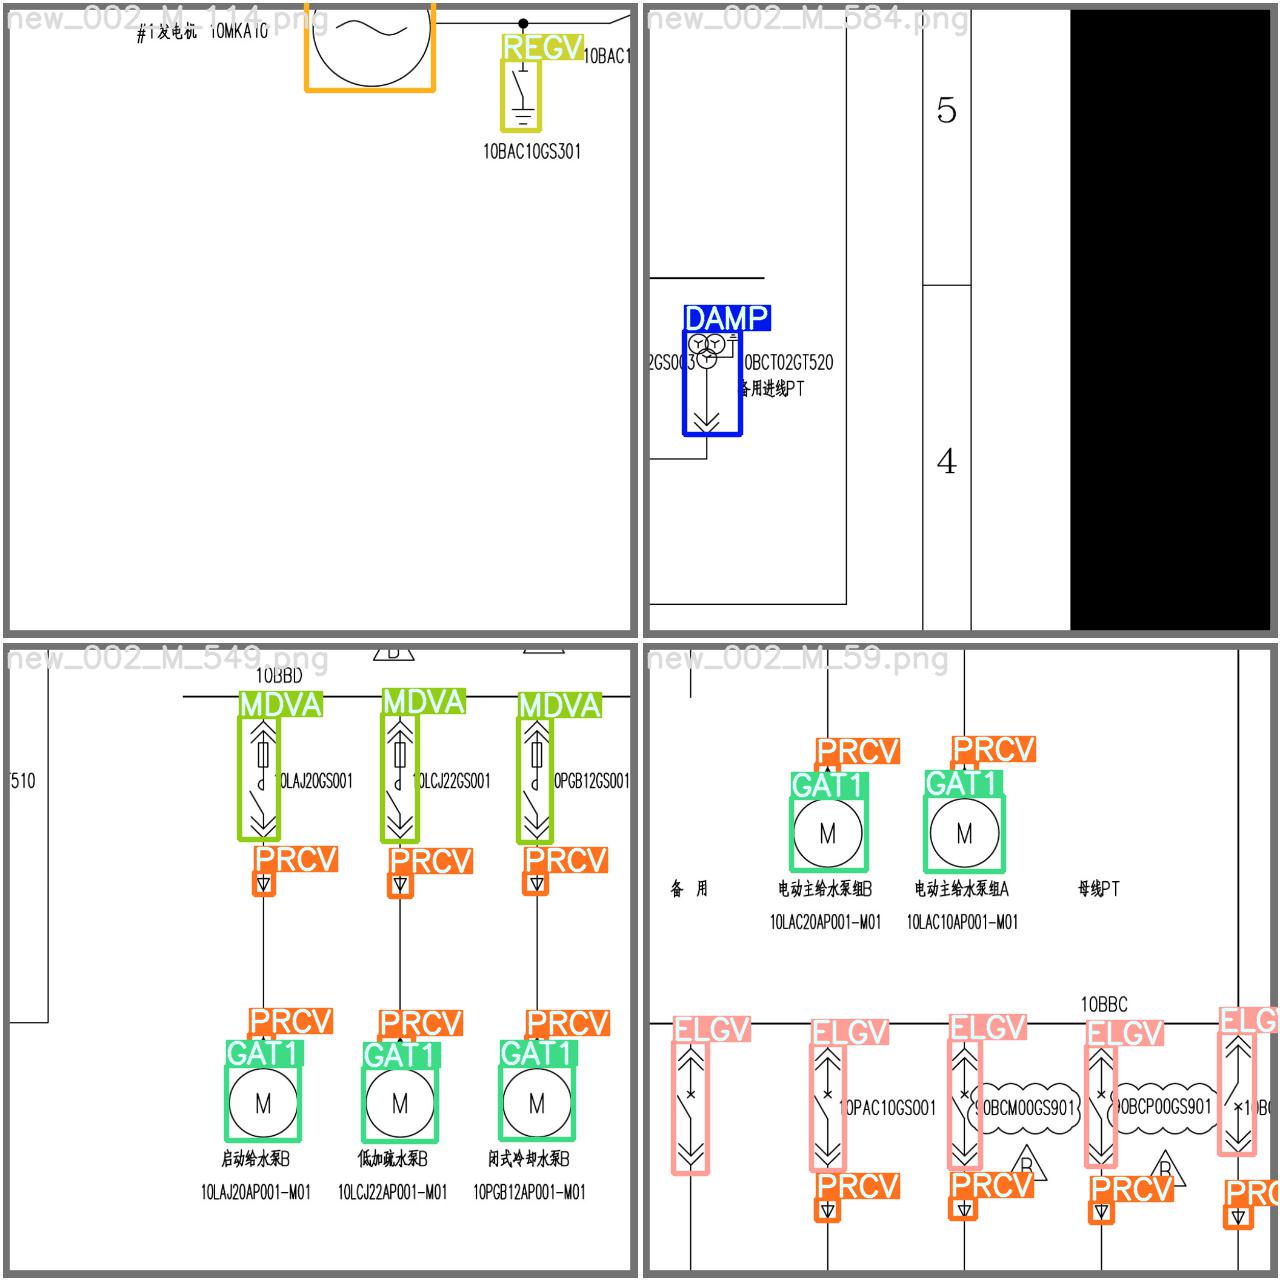 new_002_M_114.png
#1发电机 10MKA10
REGV
10BAC1
10BAC10GS301
new_002_M_584.png
5
DAMP
2GS003
0BCT02GT520
备用进线PT
4
new_002_M_549.png
10BBD
MDVA MDVA MDVA
510
10LAJ20GS001
10LCJ22GS001
0PGB12GS001
PRCV PRCV PRCV
PRCV PRCV PRCV
GAT1 GAT1 GAT1
M M M
启动给水泵B
低加疏水泵B
闭式冷却水泵B
10LAJ20AP001-M01
10LCJ22AP001-M01
10PGB12AP001-M01
new_002_M_59.png
PRCV PRCV
GAT1 GAT1
M M
备 用
电动主给水泵组B
电动主给水泵组A
母线PT
10LAC20AP001-M01
10LAC10AP001-M01
10BBC
ELGV ELGV ELGV ELGV ELG
10PAC10GS001
90BCM00GS901
90BCP00GS901
10B
B B
PRCV PRCV PRCV PRC